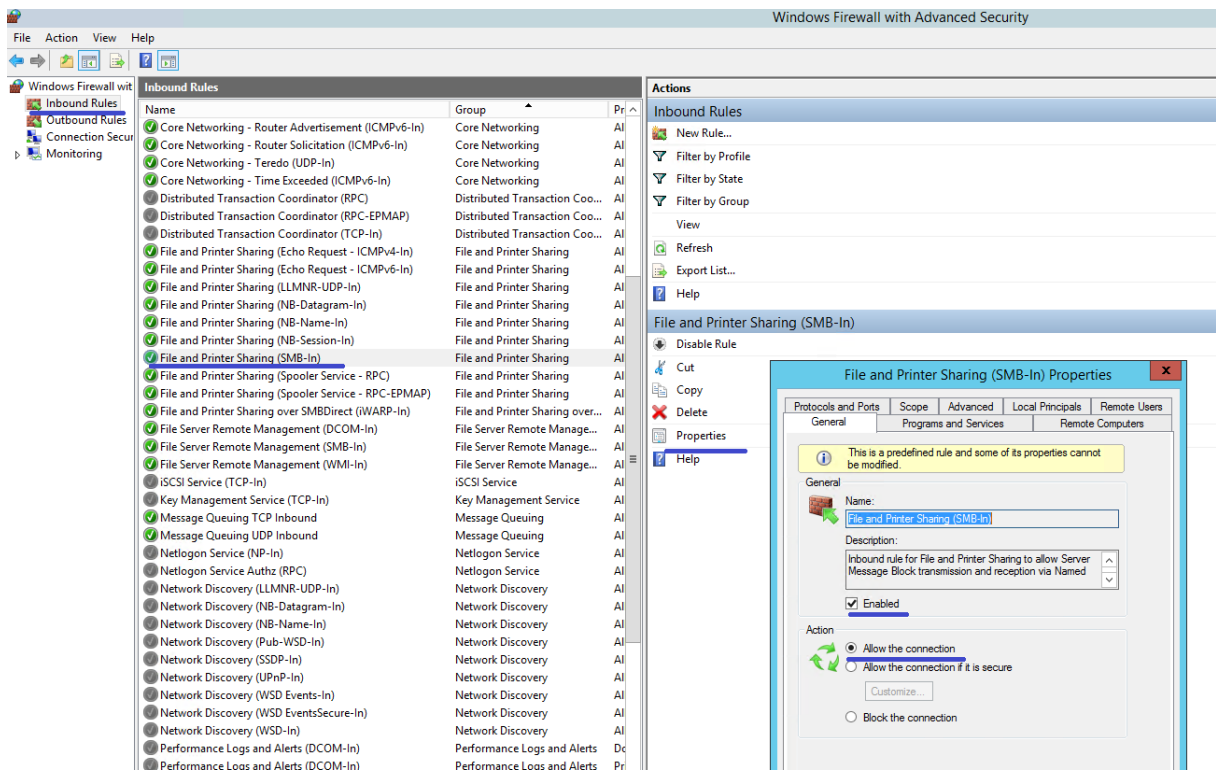 Windows Firewall with Advanced Security
File Action View Help
Windows Firewall wit
Inbound Rules
Outbound Rules
Connection Secur
Monitoring
Inbound Rules
Name Group Pr
Core Networking - Router Advertisement (ICMPv6-In) Core Networking Al
Core Networking - Router Solicitation (ICMPv6-In) Core Networking Al
Core Networking - Teredo (UDP-In) Core Networking Al
Core Networking - Time Exceeded (ICMPv6-In) Core Networking Al
Distributed Transaction Coordinator (RPC) Distributed Transaction Coo... Al
Distributed Transaction Coordinator (RPC-EPMAP) Distributed Transaction Coo... Al
Distributed Transaction Coordinator (TCP-In) Distributed Transaction Coo... Al
File and Printer Sharing (Echo Request - ICMPv4-In) File and Printer Sharing Al
File and Printer Sharing (Echo Request - ICMPv6-In) File and Printer Sharing Al
File and Printer Sharing (LLMNR-UDP-In) File and Printer Sharing Al
File and Printer Sharing (NB-Datagram-In) File and Printer Sharing Al
File and Printer Sharing (NB-Name-In) File and Printer Sharing Al
File and Printer Sharing (NB-Session-In) File and Printer Sharing Al
File and Printer Sharing (SMB-In) File and Printer Sharing Al
File and Printer Sharing (Spooler Service - RPC) File and Printer Sharing Al
File and Printer Sharing (Spooler Service - RPC-EPMAP) File and Printer Sharing Al
File and Printer Sharing over SMBDirect (iWARP-In) File and Printer Sharing over... Al
File Server Remote Management (DCOM-In) File Server Remote Manage... Al
File Server Remote Management (SMB-In) File Server Remote Manage... Al
File Server Remote Management (WMI-In) File Server Remote Manage... Al
iSCSI Service (TCP-In) iSCSI Service Al
Key Management Service (TCP-In) Key Management Service Al
Message Queuing TCP Inbound Message Queuing Al
Message Queuing UDP Inbound Message Queuing Al
Netlogon Service (NP-In) Netlogon Service Al
Netlogon Service Authz (RPC) Netlogon Service Al
Network Discovery (LLMNR-UDP-In) Network Discovery Al
Network Discovery (NB-Datagram-In) Network Discovery Al
Network Discovery (NB-Name-In) Network Discovery Al
Network Discovery (Pub-WSD-In) Network Discovery Al
Network Discovery (SSDP-In) Network Discovery Al
Network Discovery (UPnP-In) Network Discovery Al
Network Discovery (WSD Events-In) Network Discovery Al
Network Discovery (WSD EventsSecure-In) Network Discovery Al
Network Discovery (WSD-In) Network Discovery Al
Performance Logs and Alerts (DCOM-In) Performance Logs and Alerts Do
Performance Logs and Alerts (DCOM-In) Performance Logs and Alerts Pr
Actions
Inbound Rules
New Rule...
Filter by Profile
Filter by State
Filter by Group
View
Refresh
Export List...
Help
File and Printer Sharing (SMB-In)
Disable Rule
Cut
Copy
Delete
Properties
Help
File and Printer Sharing (SMB-In) Properties
Protocols and Ports Scope Advanced Local Principals Remote Users
General Programs and Services Remote Computers
This is a predefined rule and some of its properties cannot
be modified.
General
Name:
File and Printer Sharing (SMB-In)
Description:
Inbound rule for File and Printer Sharing to allow Server
Message Block transmission and reception via Named
Enabled
Action
Allow the connection
Allow the connection if it is secure
Customize...
Block the connection